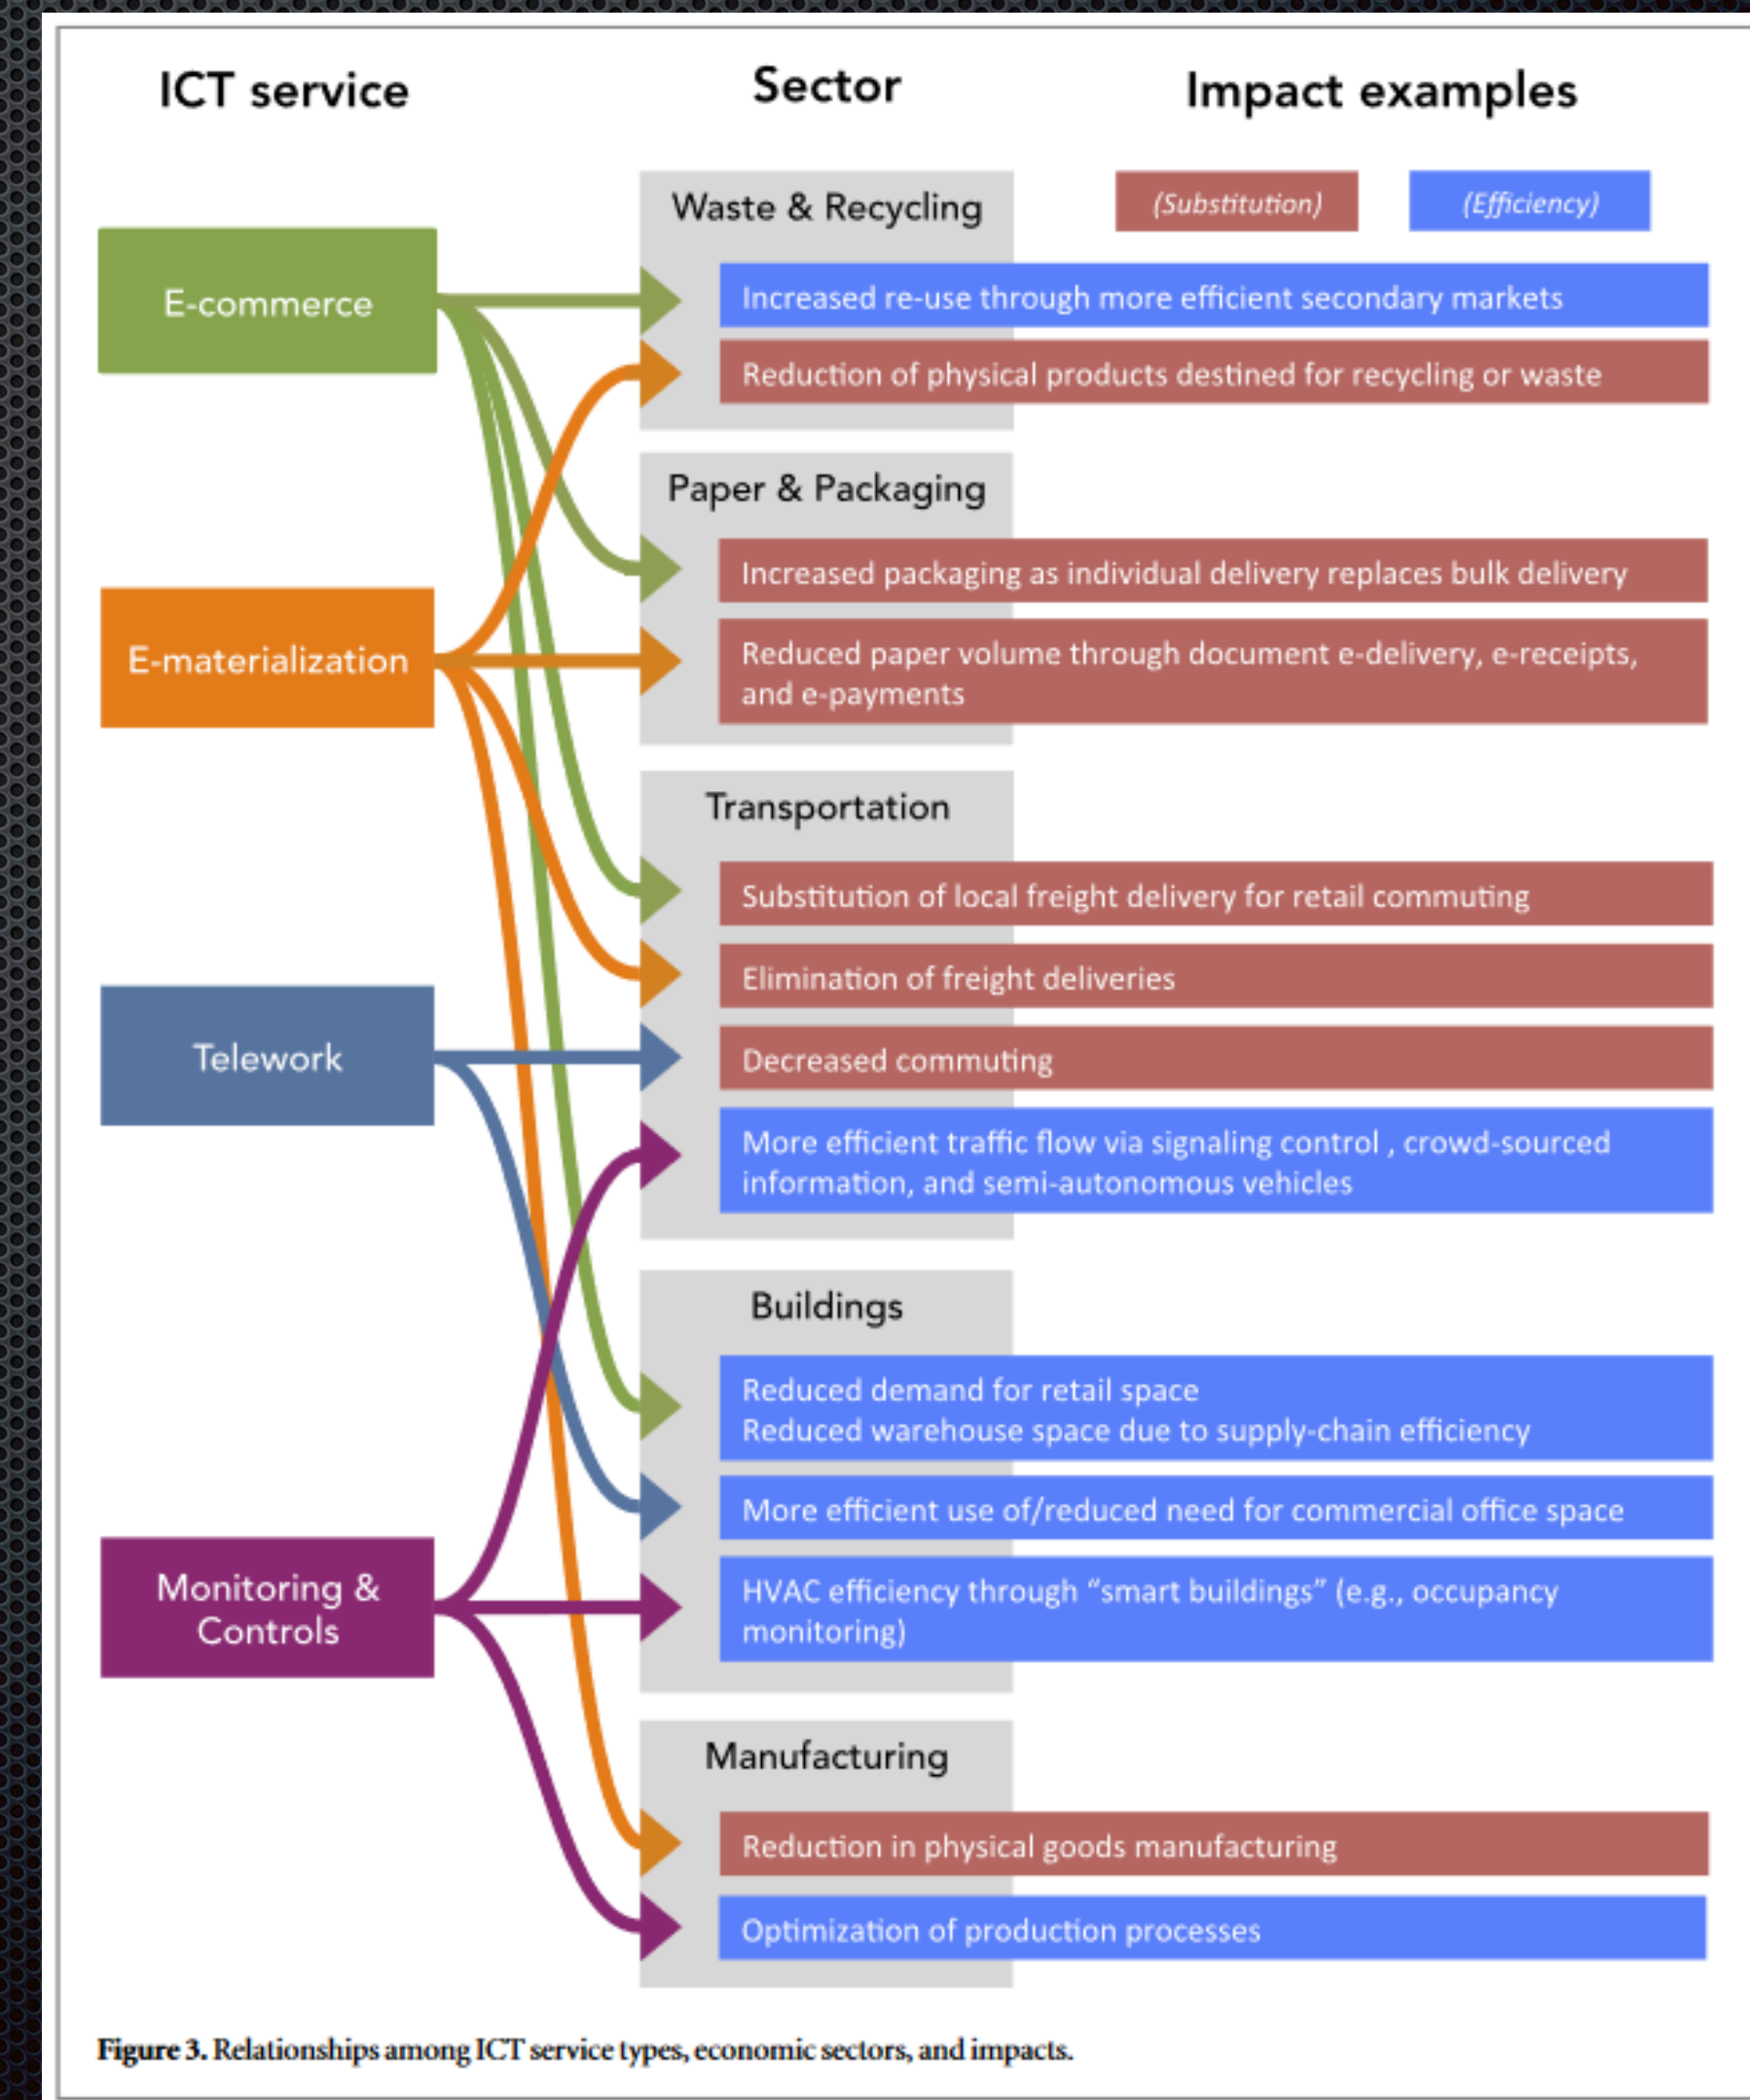 ICT service
Sector
Impact examples
(Substitution)
(Efficiency)
E-commerce
E-materialization
Telework
Monitoring &
Controls
Waste & Recycling
Increased re-use through more efficient secondary markets
Reduction of physical products destined for recycling or waste
Paper & Packaging
Increased packaging as individual delivery replaces bulk delivery
Reduced paper volume through document e-delivery, e-receipts,
and e-payments
Transportation
Substitution of local freight delivery for retail commuting
Elimination of freight deliveries
Decreased commuting
More efficient traffic flow via signaling control , crowd-sourced
information, and semi-autonomous vehicles
Buildings
Reduced demand for retail space
Reduced warehouse space due to supply-chain efficiency
More efficient use of/reduced need for commercial office space
HVAC efficiency through “smart buildings” (e.g., occupancy
monitoring)
Manufacturing
Reduction in physical goods manufacturing
Optimization of production processes
Figure 3. Relationships among ICT service types, economic sectors, and impacts.